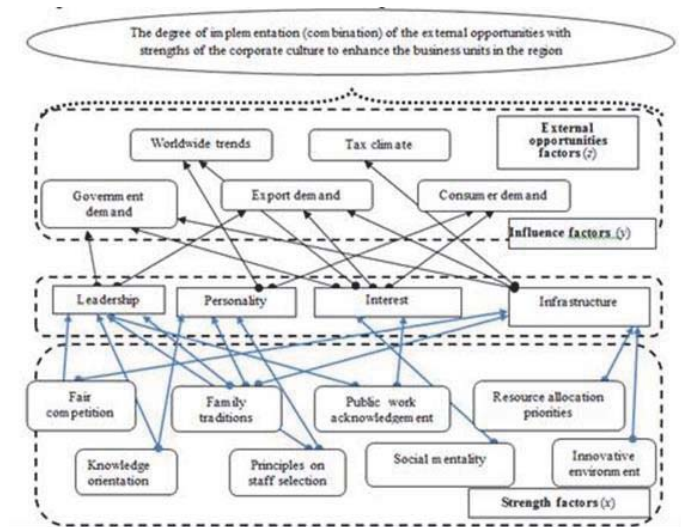 The degree of implementation (combination) of the external opportunities with
strengths of the corporate culture to enhance the business units in the region
External
opportunities
factors (z)
Worldwide trends
Tax climate
Government
demand
Export demand
Consumer demand
Influence factors (y)
Leadership
Personality
Interest
Infrastructure
Fair
competition
Family
traditions
Public work
acknowledgement
Resource allocation
priorities
Knowledge
orientation
Principles on
staff selection
Social mentality
Innovative
environment
Strength factors (x)